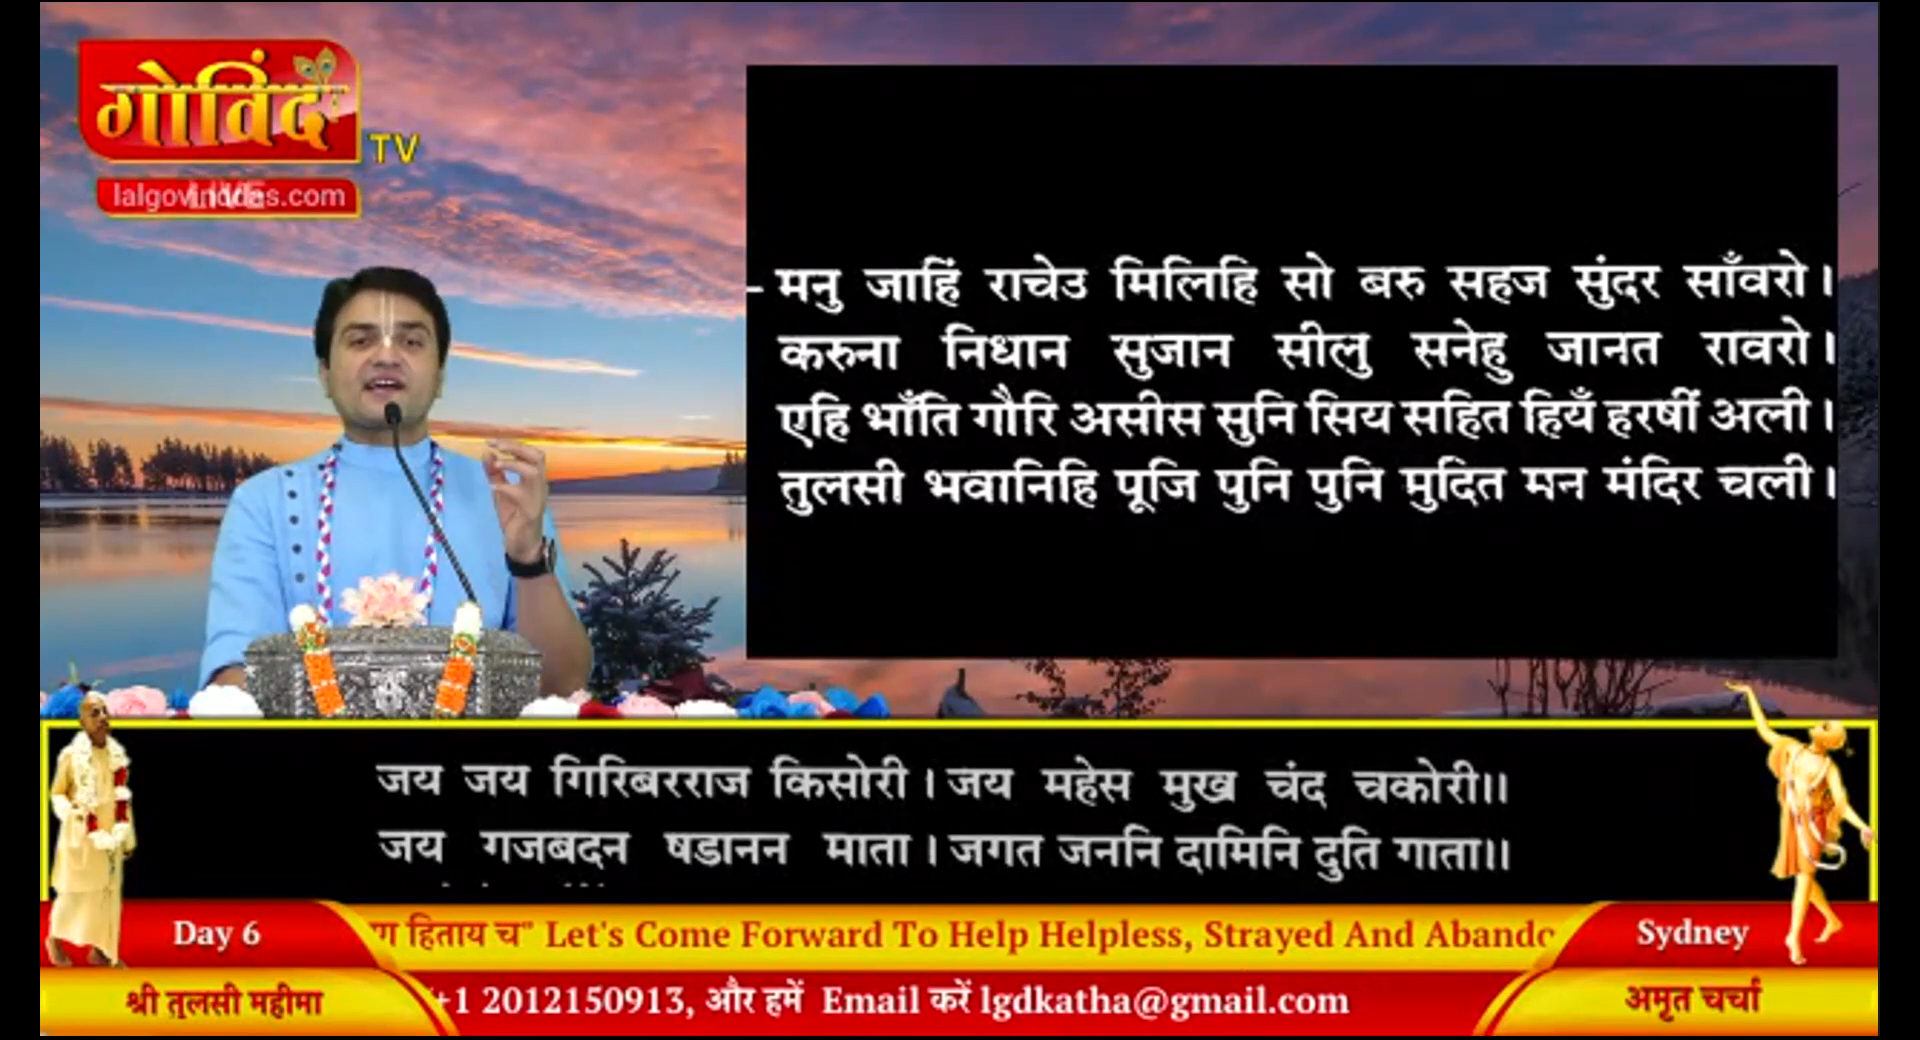 गोविंद
TV
lalgovinddas.com
LIVE
- मनु जाहिं राचेउ मिलिहि सो बरु सहज सुंदर साँवरो।
करुना निधान सुजान सीलु सनेहु जानत रावरो।
एहि भाँति गौरि असीस सुनि सिय सहित हियँ हरषीं अली।
तुलसी भवानिहि पूजि पुनि पुनि मुदित मन मंदिर चली।
जय जय गिरिबरराज किसोरी। जय महेस मुख चंद चकोरी॥
जय गजबदन षडानन माता। जगत जननि दामिनि दुति गाता॥
Day 6
हिताय च" Let's Come Forward To Help Helpless, Strayed And Abando
Sydney
श्री तुलसी महीमा
+1 2012150913, और हमें Email करें lgdkatha@gmail.com
अमृत चर्चा